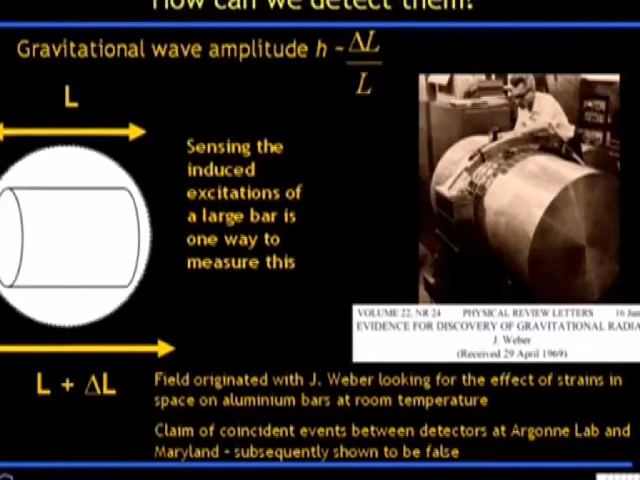 How can we detect them?
Gravitational wave amplitude h ~ ΔL
L
L
Sensing the
induced
excitations of
a large bar is
one way to
measure this
VOLUME 22, NR 24 PHYSICAL REVIEW LETTERS 16 Jun
EVIDENCE FOR DISCOVERY OF GRAVITATIONAL RADIA
J. Weber
(Received 29 April 1969)
L + ΔL
Field originated with J. Weber looking for the effect of strains in
space on aluminium bars at room temperature
Claim of coincident events between detectors at Argonne Lab and
Maryland - subsequently shown to be false